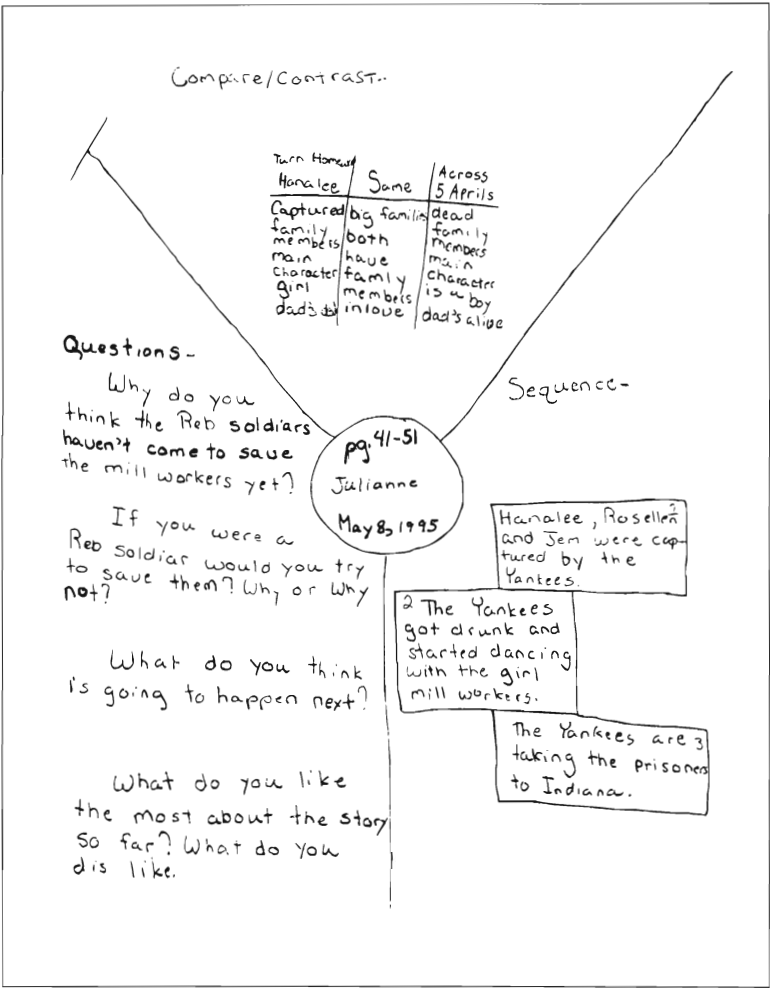 Compare/Contrast..
Turn Homeward
Hanalee
Same
Across
5 Aprils
Captured
family
members
main
character
girl
dad's
big families
both
have
famly
members
in love
dead
family
members
main
character
is a boy
dad's alive
Questions-
Why do you
think the Reb soldiars
haven't come to save
the mill workers yet?
If you were a
Reb soldiar would you try
to save them? Why or Why
not?
What do you think
is going to happen next?
What do you like
the most about the story
so far? What do you
dis like.
pg. 41-51
Julianne
May 8, 1995
Sequence-
1
Hanalee, Rosellen
and Jem were cap-
tured by the
Yankees.
2 The Yankees
got drunk and
started dancing
with the girl
mill workers.
The Yankees are 3
taking the prisoners
to Indiana.